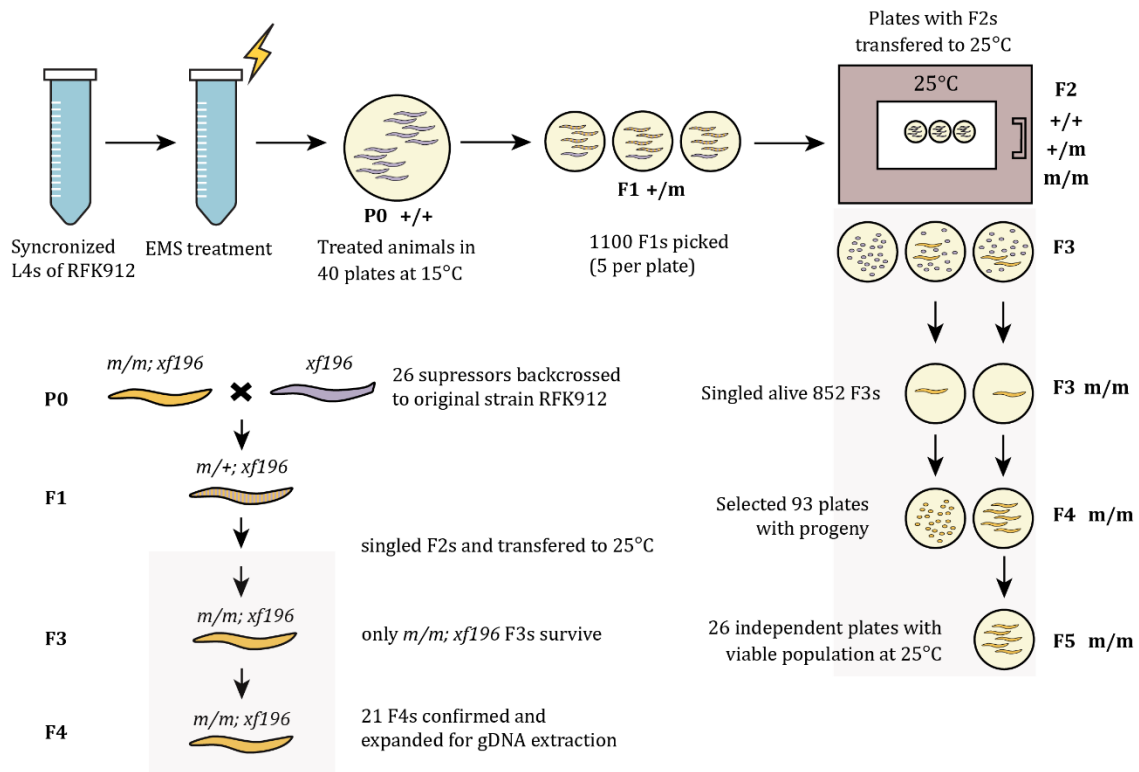 Plates with F2s
transfered to 25°C
25°C
F2
+/+
+/m
m/m
F1 +/m
P0 +/+
Syncronized
L4s of RFK912
EMS treatment
Treated animals in
40 plates at 15°C
1100 F1s picked
(5 per plate)
F3
m/m; xf196
xf196
P0
26 supressors backcrossed
to original strain RFK912
Singled alive 852 F3s
F3 m/m
m/+; xf196
F1
Selected 93 plates
with progeny
F4 m/m
singled F2s and transfered to 25°C
m/m; xf196
F3
only m/m; xf196 F3s survive
26 independent plates with
viable population at 25°C
F5 m/m
m/m; xf196
F4
21 F4s confirmed and
expanded for gDNA extraction